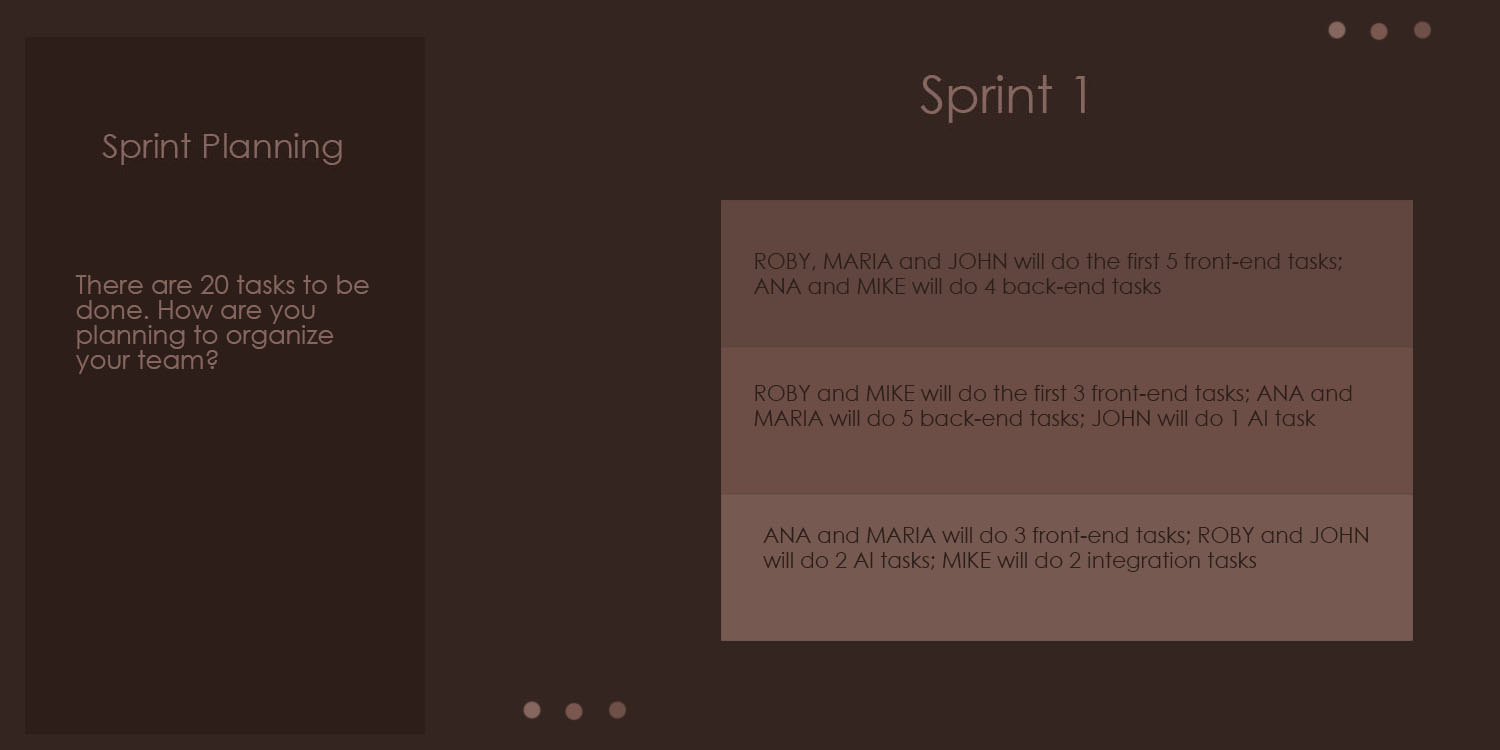 Sprint Planning
There are 20 tasks to be
done. How are you
planning to organize
your team?
Sprint 1
ROBY, MARIA and JOHN will do the first 5 front-end tasks;
ANA and MIKE will do 4 back-end tasks
ROBY and MIKE will do the first 3 front-end tasks; ANA and
MARIA will do 5 back-end tasks; JOHN will do 1 AI task
ANA and MARIA will do 3 front-end tasks; ROBY and JOHN
will do 2 AI tasks; MIKE will do 2 integration tasks